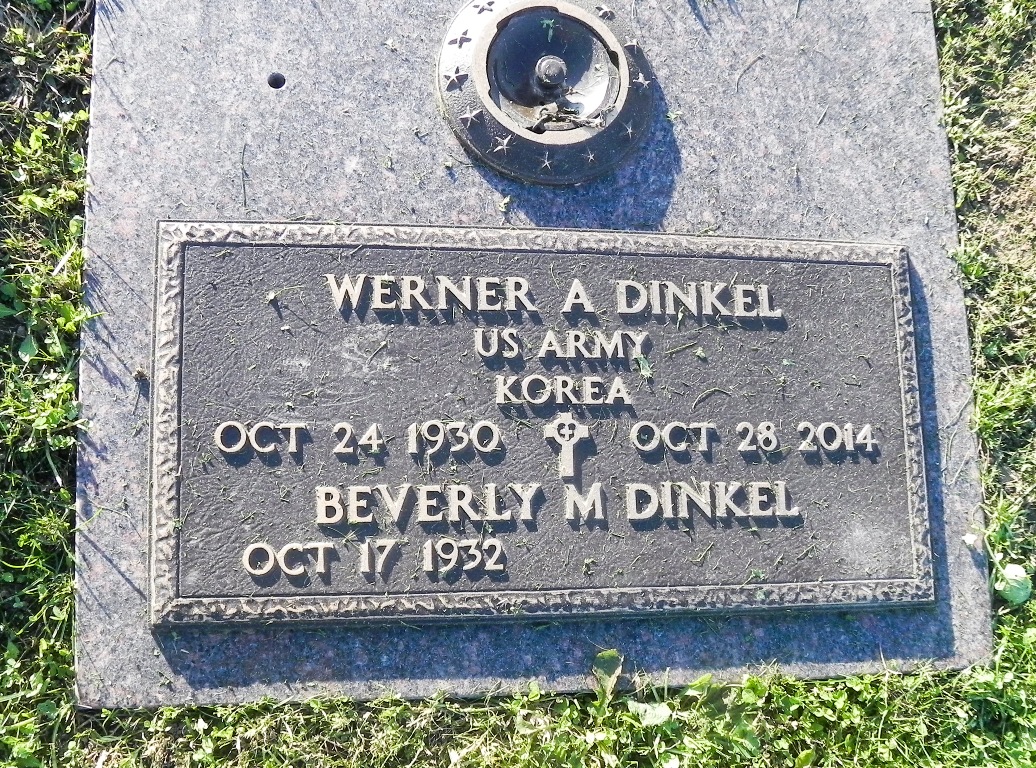 WERNER A DINKEL
US ARMY
KOREA
OCT 24 1930 OCT 28 2014
BEVERLY M DINKEL
OCT 17 1932